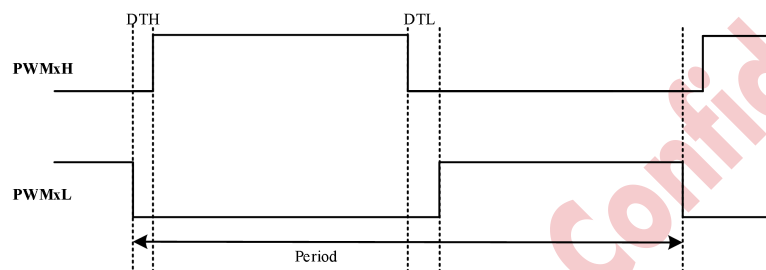 DTH
DTL
PWMxH
PWMxL
Period
Confid